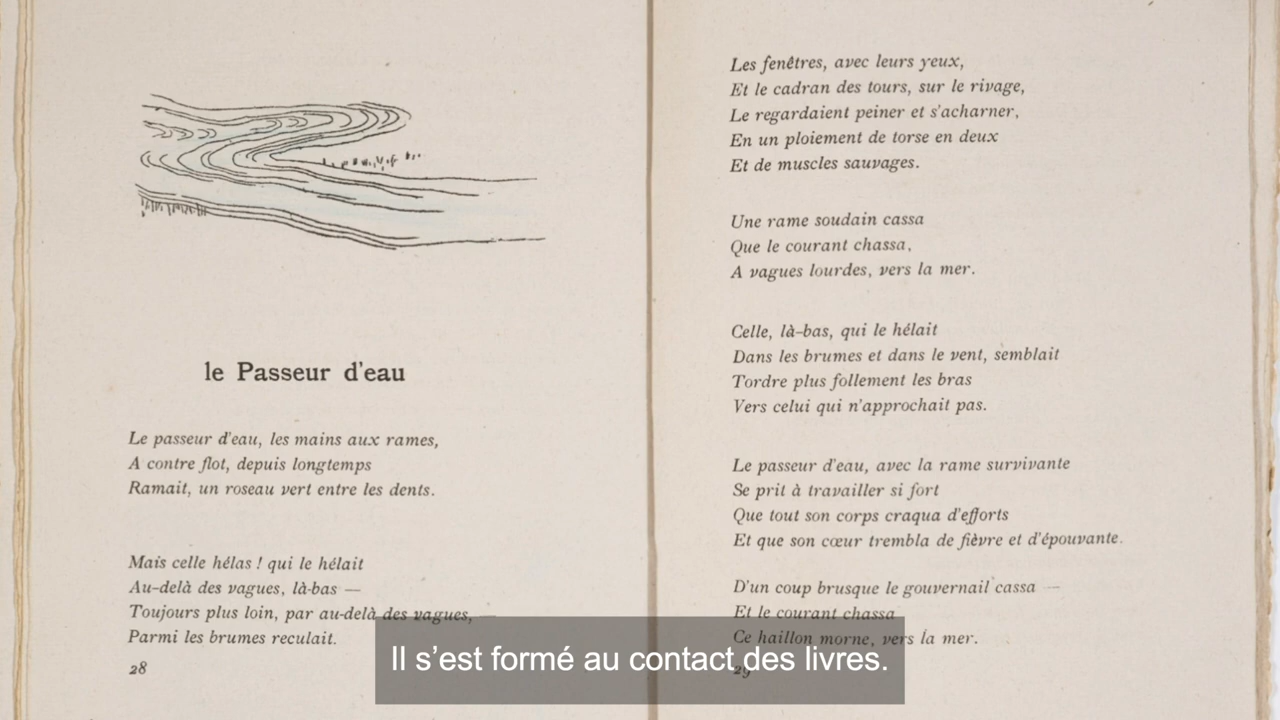 le Passeur d'eau
Le passeur d'eau, les mains aux rames,
A contre flot, depuis longtemps
Ramait, un roseau vert entre les dents.
Mais celle hélas ! qui le hélait
Au-delà des vagues, là-bas —
Toujours plus loin, par au-delà des vagues, —
Parmi les brumes reculait.
28
Les fenêtres, avec leurs yeux,
Et le cadran des tours, sur le rivage,
Le regardaient peiner et s'acharner,
En un ploiement de torse en deux
Et de muscles sauvages.
Une rame soudain cassa
Que le courant chassa,
A vagues lourdes, vers la mer.
Celle, là-bas, qui le hélait
Dans les brumes et dans le vent, semblait
Tordre plus follement les bras
Vers celui qui n'approchait pas.
Le passeur d'eau, avec la rame survivante
Se prit à travailler si fort
Que tout son corps craqua d'efforts
Et que son cœur trembla de fièvre et d'épouvante.
D'un coup brusque le gouvernail cassa —
Et le courant chassa
Ce haillon morne, vers la mer.
29
Il s’est formé au contact des livres.